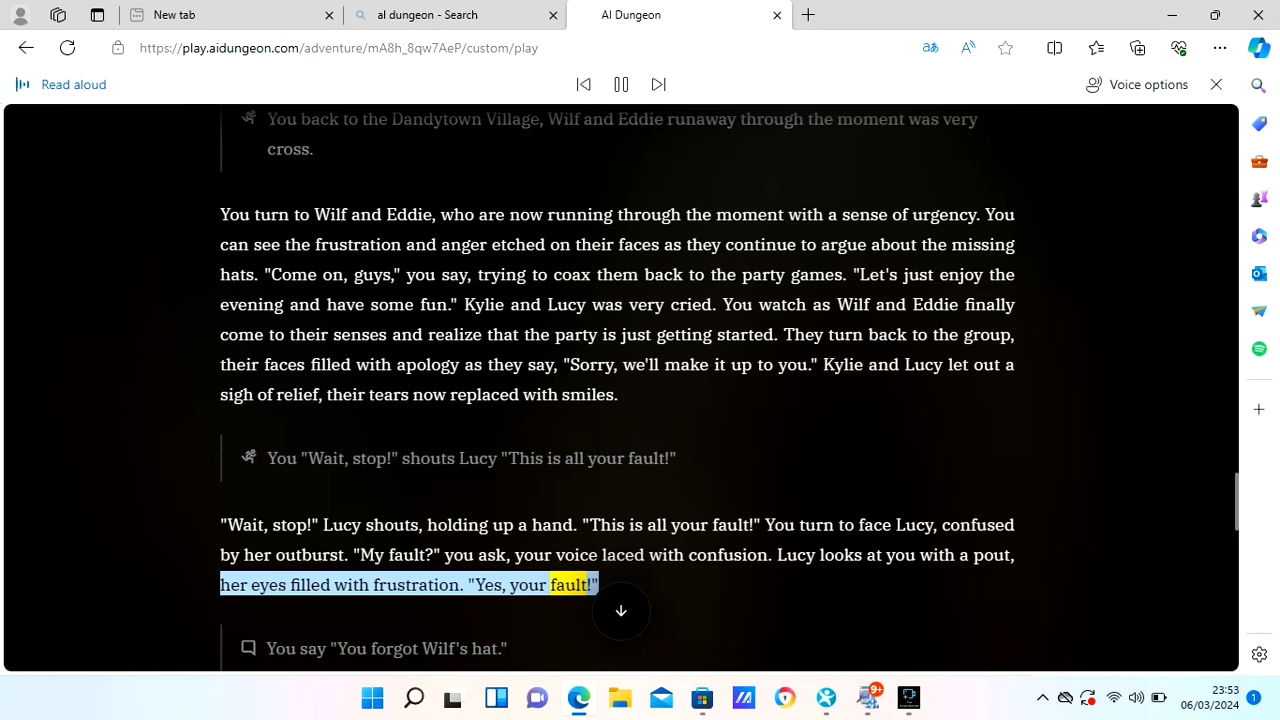 New tab
al dungeon - Search
AI Dungeon
https://play.aidungeon.com/adventure/mA8h_8qw7AeP/custom/play
Read aloud
Voice options
You back to the Dandytown Village, Wilf and Eddie runaway through the moment was very
cross.
You turn to Wilf and Eddie, who are now running through the moment with a sense of urgency. You
can see the frustration and anger etched on their faces as they continue to argue about the missing
hats. "Come on, guys," you say, trying to coax them back to the party games. "Let's just enjoy the
evening and have some fun." Kylie and Lucy was very cried. You watch as Wilf and Eddie finally
come to their senses and realize that the party is just getting started. They turn back to the group,
their faces filled with apology as they say, "Sorry, we'll make it up to you." Kylie and Lucy let out a
sigh of relief, their tears now replaced with smiles.
You "Wait, stop!" shouts Lucy "This is all your fault!"
"Wait, stop!" Lucy shouts, holding up a hand. "This is all your fault!" You turn to face Lucy, confused
by her outburst. "My fault?" you ask, your voice laced with confusion. Lucy looks at you with a pout,
her eyes filled with frustration. "Yes, your fault!"
You say "You forgot Wilf's hat."
9+
23:53
06/03/2024
1